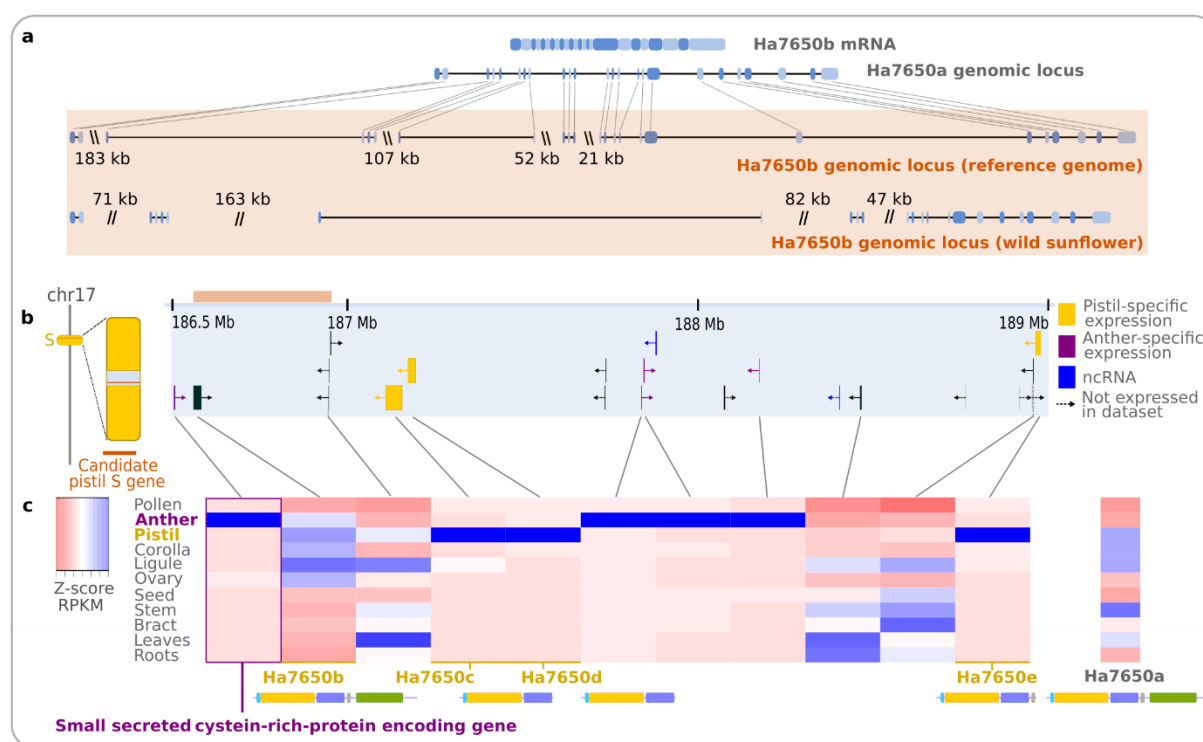 a
Ha7650b mRNA
Ha7650a genomic locus
183 kb
107 kb
52 kb
21 kb
Ha7650b genomic locus (reference genome)
71 kb
163 kb
82 kb
47 kb
Ha7650b genomic locus (wild sunflower)
b
chr17
S
Candidate
pistil S gene
186.5 Mb
187 Mb
188 Mb
189 Mb
Pistil-specific
expression
Anther-specific
expression
ncRNA
Not expressed
in dataset
c
Z-score
RPKM
Pollen
Anther
Pistil
Corolla
Ligule
Ovary
Seed
Stem
Bract
Leaves
Roots
Ha7650b
Ha7650c
Ha7650d
Ha7650e
Ha7650a
Small secreted cystein-rich-protein encoding gene